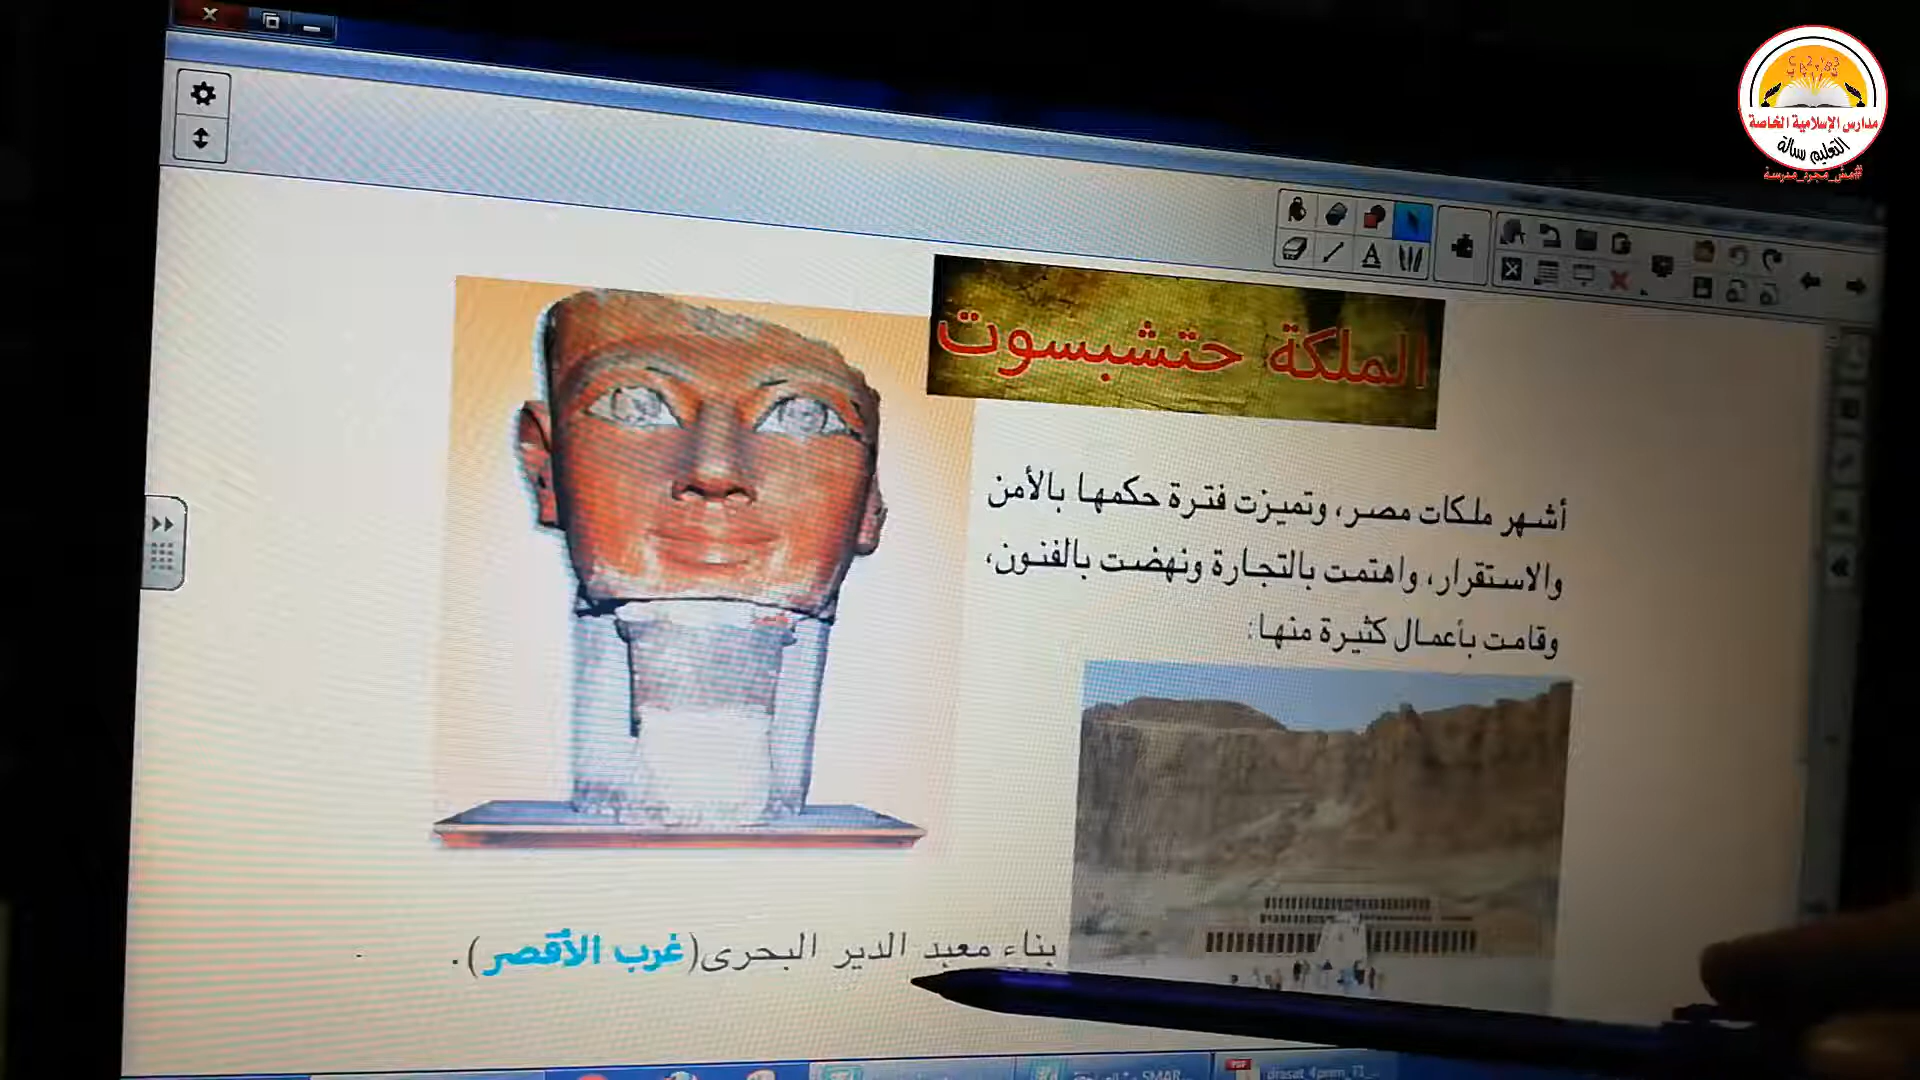 مدارس الإسلامية الخاصة
التعليم رسالة
#مش_مجرد_مدرسة
الملكة حتشبسوت
أشهر ملكات مصر، وتميزت فترة حكمها بالأمن
والاستقرار، واهتمت بالتجارة ونهضت بالفنون،
وقامت بأعمال كثيرة منها:
بناء معبد الدير البحرى(غرب الأقصر).